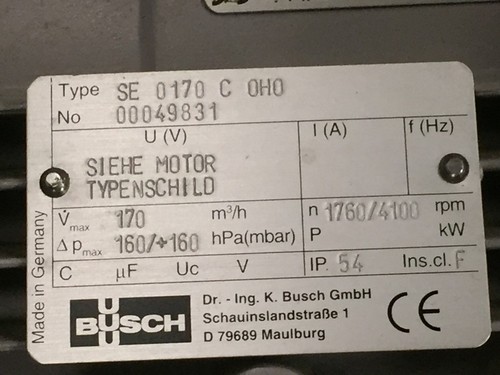 Type SE 0170 C 0H0
No 00049831
U (V) I (A) f (Hz)
SIEHE MOTOR
TYPENSCHILD
V̇max 170 m³/h n 1760/4100 rpm
Δ pmax 160/+160 hPa(mbar) P kW
C µF Uc V IP. 54 Ins.cl. F
Made in Germany
BUSCH
Dr. - Ing. K. Busch GmbH
Schauinslandstraße 1
D 79689 Maulburg
CE